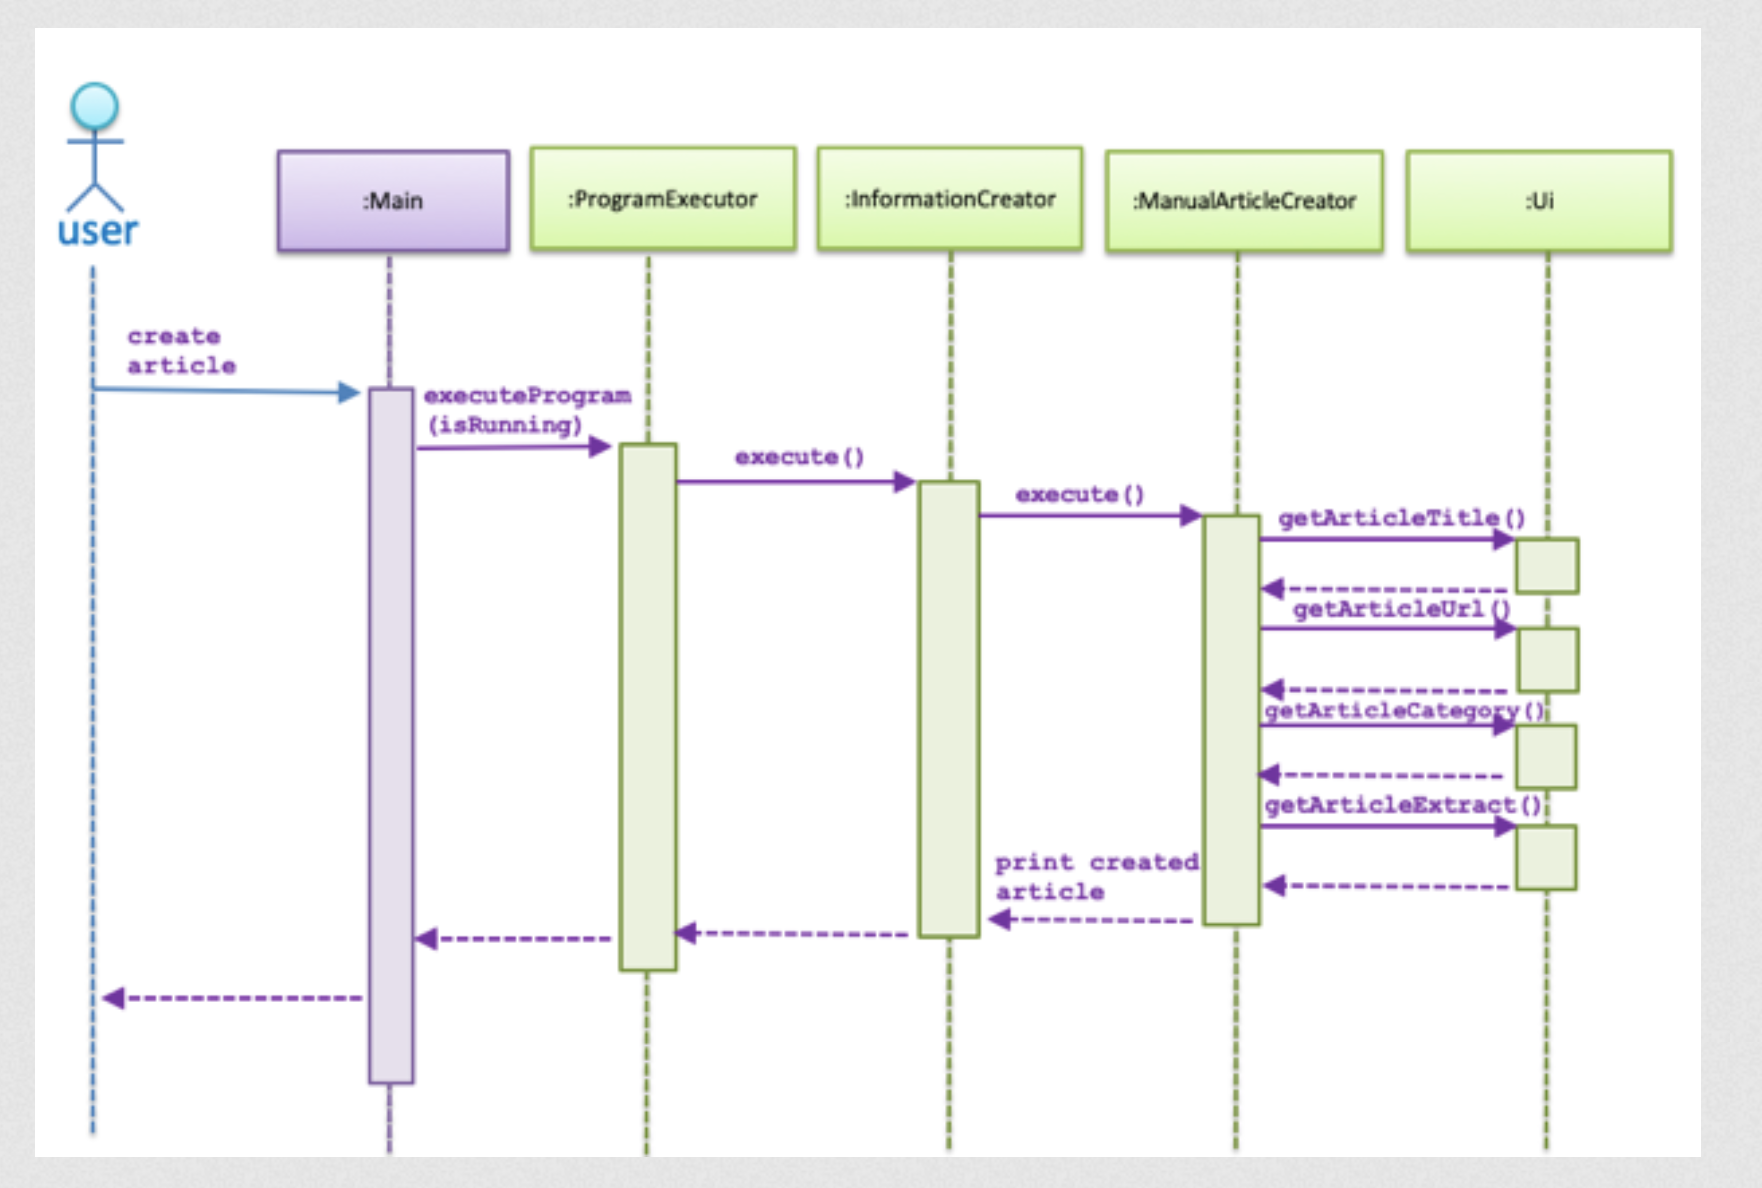 user
:Main
:ProgramExecutor
:InformationCreator
:ManualArticleCreator
:Ui
create
article
executeProgram
(isRunning)
execute()
execute()
getArticleTitle()
getArticleUrl()
getArticleCategory()
getArticleExtract()
print created
article